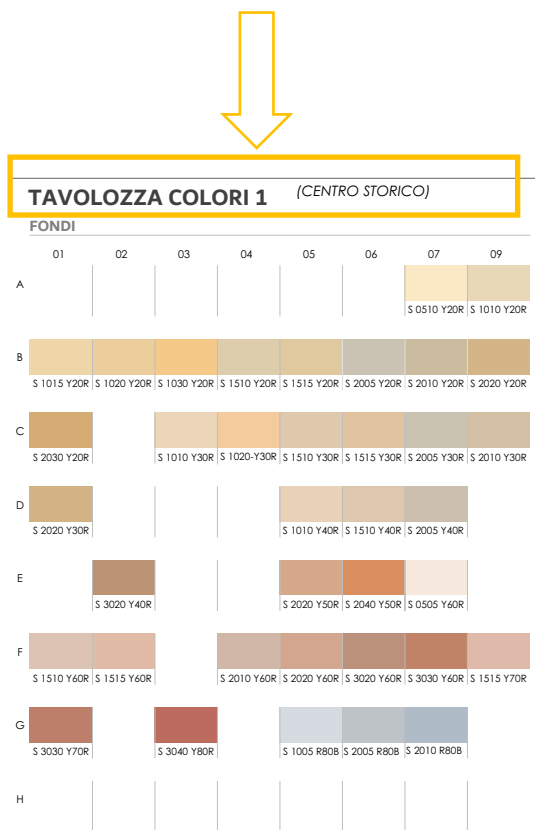 TAVOLOZZA COLORI 1 (CENTRO STORICO)
FONDI
01 02 03 04 05 06 07 09
A
S 0510 Y20R S 1010 Y20R
B
S 1015 Y20R S 1020 Y20R S 1030 Y20R S 1510 Y20R S 1515 Y20R S 2005 Y20R S 2010 Y20R S 2020 Y20R
C
S 2030 Y20R S 1010 Y30R S 1020-Y30R S 1510 Y30R S 1515 Y30R S 2005 Y30R S 2010 Y30R
D
S 2020 Y30R S 1010 Y40R S 1510 Y40R S 2005 Y40R
E
S 3020 Y40R S 2020 Y50R S 2040 Y50R S 0505 Y60R
F
S 1510 Y60R S 1515 Y60R S 2010 Y60R S 2020 Y60R S 3020 Y60R S 3030 Y60R S 1515 Y70R
G
S 3030 Y70R S 3040 Y80R S 1005 R80B S 2005 R80B S 2010 R80B
H